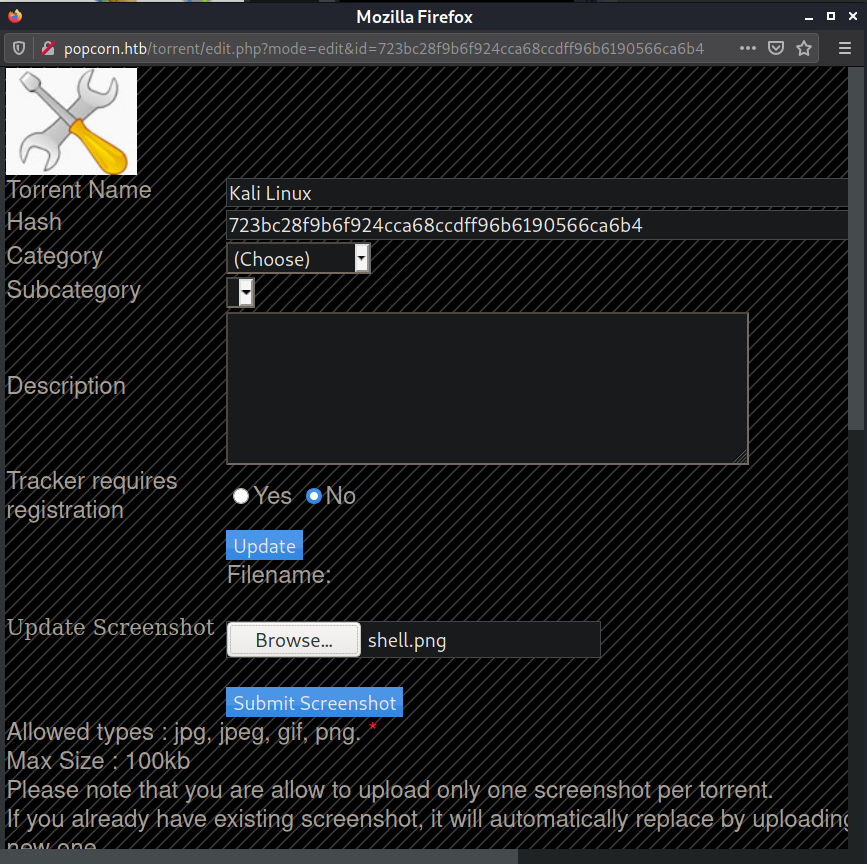 Mozilla Firefox
popcorn.htb/torrent/edit.php?mode=edit&id=723bc28f9b6f924cca68ccdff96b6190566ca6b4
Torrent Name Kali Linux
Hash 723bc28f9b6f924cca68ccdff96b6190566ca6b4
Category (Choose)
Subcategory
Description
Tracker requires
registration
Yes No
Update
Filename:
Update Screenshot Browse... shell.png
Submit Screenshot
Allowed types : jpg, jpeg, gif, png. *
Max Size : 100kb
Please note that you are allow to upload only one screenshot per torrent.
If you already have existing screenshot, it will automatically replace by uploading
new one